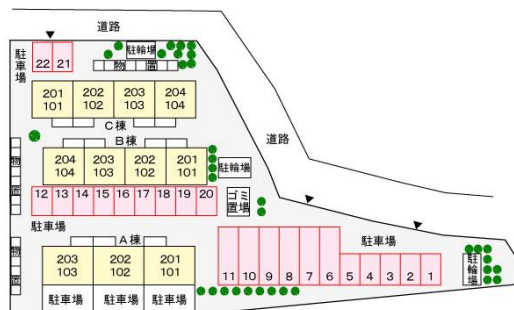 道路
駐車場
22 21
駐輪場
物 置
201 202 203 204
101 102 103 104
C棟
B棟
204 203 202 201
104 103 102 101
駐輪場
道路
物 置
12 13 14 15 16 17 18 19 20
ゴミ置場
駐車場
A棟
203 202 201
103 102 101
駐車場 駐車場 駐車場
物 置
駐車場
11 10 9 8 7 6 5 4 3 2 1
駐輪場